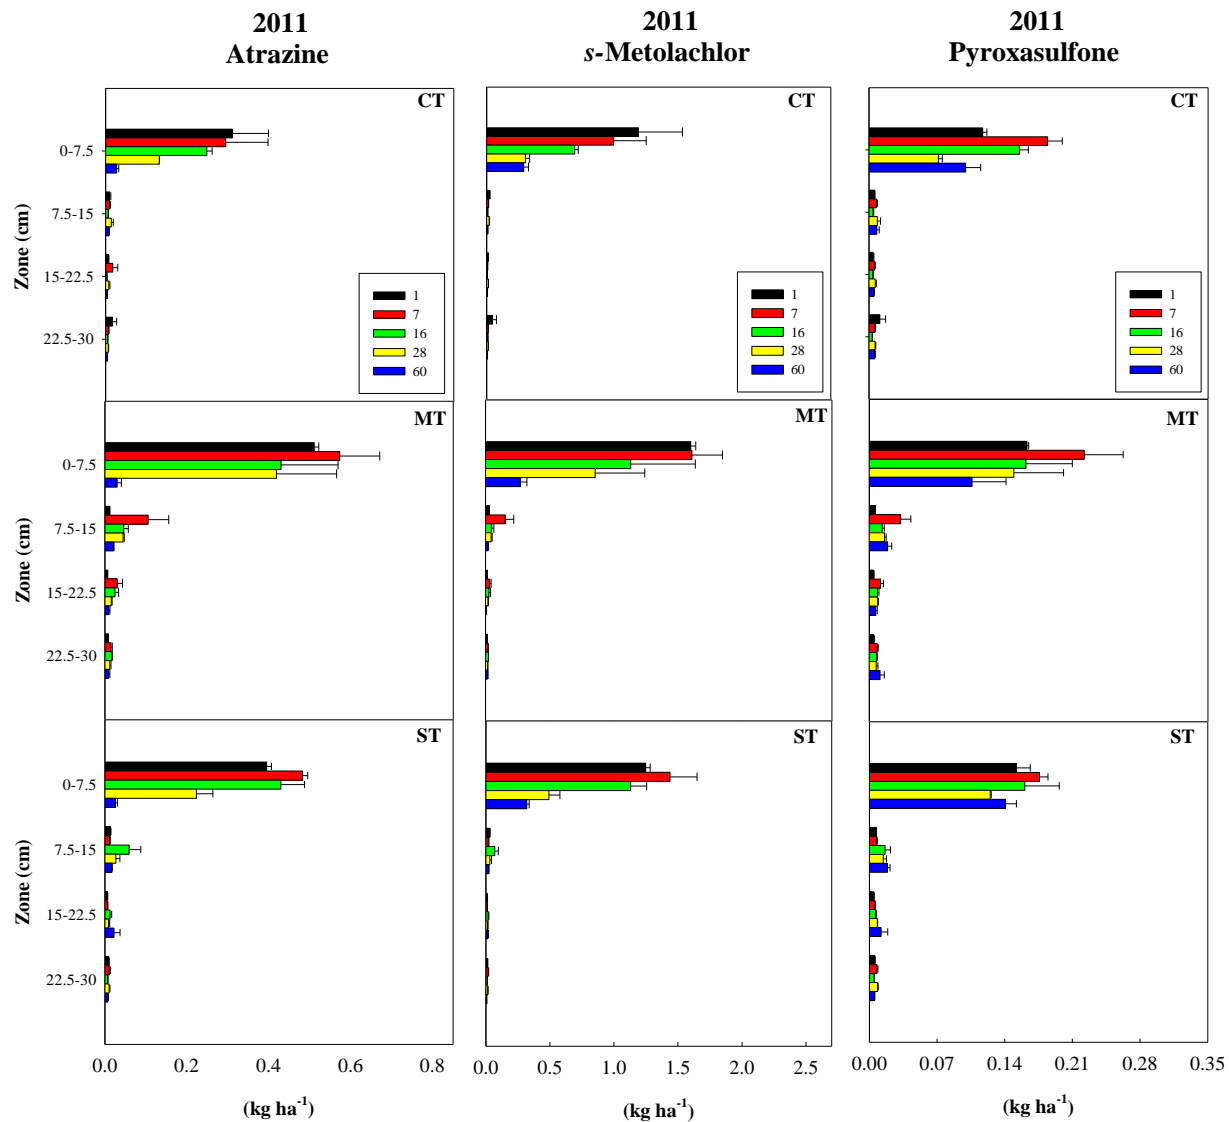 2011
Atrazine
2011
s-Metolachlor
2011
Pyroxasulfone
CT
CT
CT
Zone (cm)
0-7.5
7.5-15
15-22.5
22.5-30
1
7
16
28
60
1
7
16
28
60
1
7
16
28
60
MT
MT
MT
Zone (cm)
0-7.5
7.5-15
15-22.5
22.5-30
ST
ST
ST
Zone (cm)
0-7.5
7.5-15
15-22.5
22.5-30
0.0 0.2 0.4 0.6 0.8
0.0 0.5 1.0 1.5 2.0 2.5
0.00 0.07 0.14 0.21 0.28 0.35
(kg ha⁻¹)
(kg ha⁻¹)
(kg ha⁻¹)